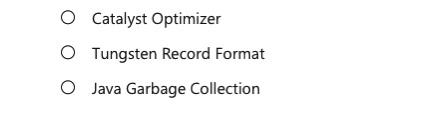 Catalyst Optimizer
Tungsten Record Format
Java Garbage Collection